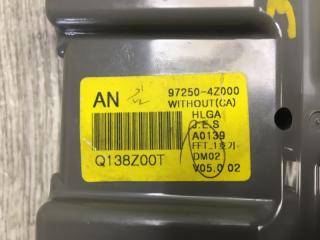 AN
97250-4Z000
WITHOUT(CA)
HLGA
J.E.S
A0139
FFT_1호기
DM02
V05.0 02
Q138Z00T